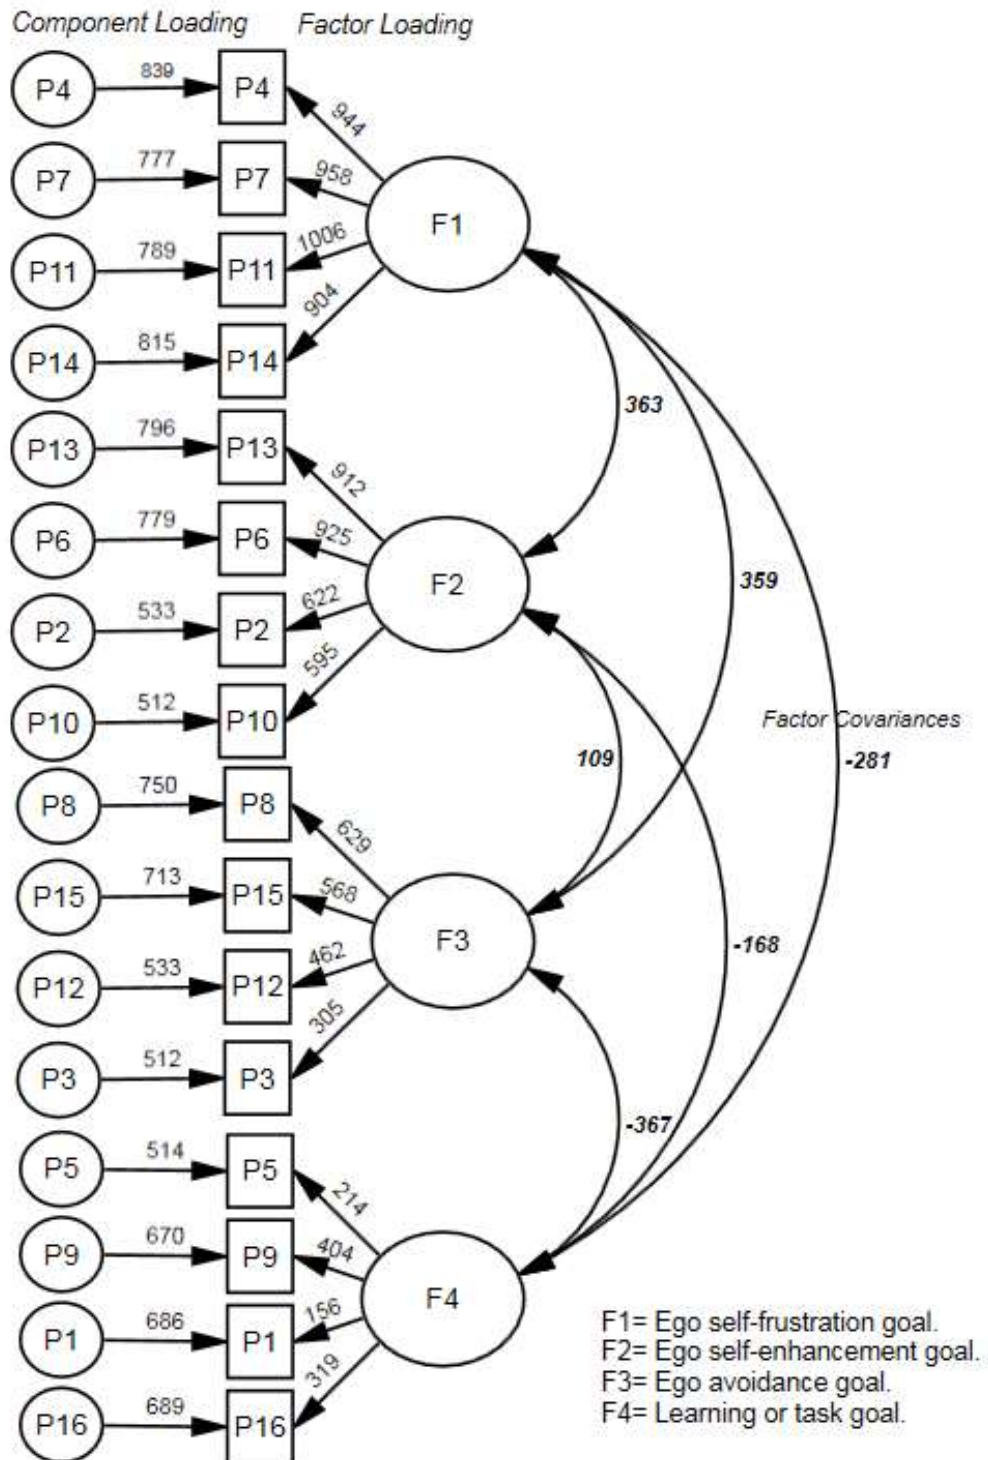 Component Loading Factor Loading
P4 839 P4 944
P7 777 P7 958
F1
P11 789 P11 1006
P14 815 P14 904
363
P13 796 P13 912
P6 779 P6 925
F2 359
P2 533 P2 622
P10 512 P10 595
Factor Covariances
109 -281
P8 750 P8 629
P15 713 P15 568
F3 -168
P12 533 P12 462
P3 512 P3 305
-367
P5 514 P5 214
P9 670 P9 404
F4
P1 686 P1 156
P16 689 P16 319
F1= Ego self-frustration goal.
F2= Ego self-enhancement goal.
F3= Ego avoidance goal.
F4= Learning or task goal.